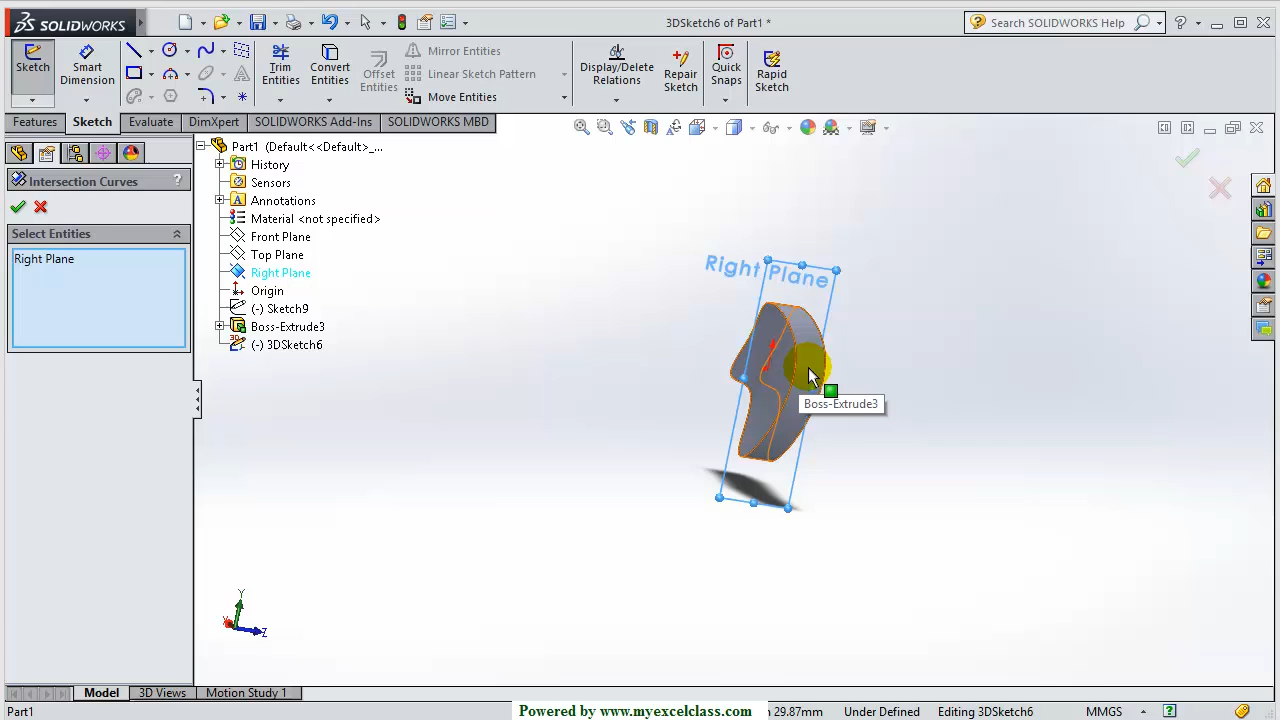 SOLIDWORKS
3DSketch6 of Part1 *
Search SOLIDWORKS Help
Sketch
Smart Dimension
Trim Entities
Convert Entities
Offset Entities
Mirror Entities
Linear Sketch Pattern
Move Entities
Display/Delete Relations
Repair Sketch
Quick Snaps
Rapid Sketch
Features
Sketch
Evaluate
DimXpert
SOLIDWORKS Add-Ins
SOLIDWORKS MBD
Intersection Curves
?
Select Entities
Right Plane
Part1 (Default<<Default>_...
History
Sensors
Annotations
Material <not specified>
Front Plane
Top Plane
Right Plane
Origin
(-) Sketch9
Boss-Extrude3
(-) 3DSketch6
Right Plane
Boss-Extrude3
Y
Z
Model
3D Views
Motion Study 1
Part1
Powered by www.myexcelclass.com
29.87mm
Under Defined
Editing 3DSketch6
MMGS